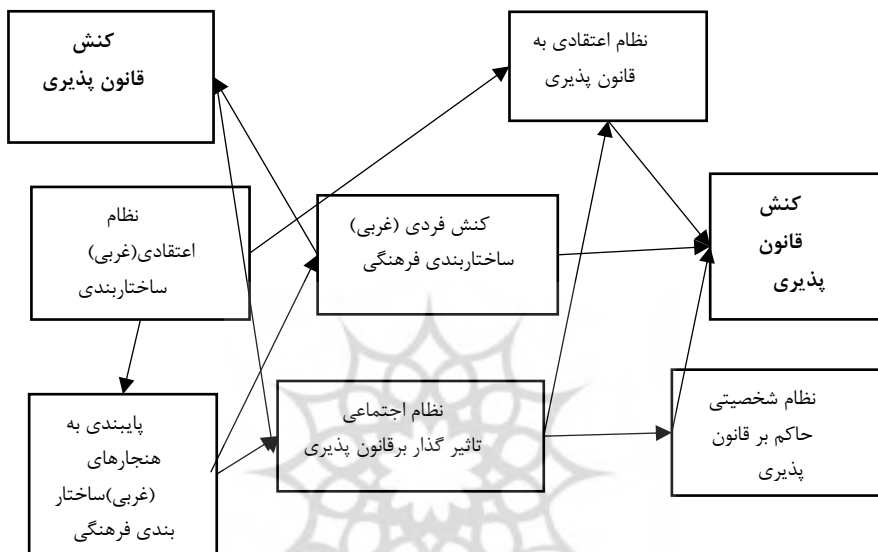 کنش
قانون پذیری
نظام اعتقادی به
قانون پذیری
نظام
اعتقادی(غربی)
ساختاربندی
کنش فردی (غربی)
ساختاربندی فرهنگی
کنش
قانون
پذیری
پایبندی به
هنجارهای
(غربی)ساختار
بندی فرهنگی
نظام اجتماعی
تاثیر گذار برقانون پذیری
نظام شخصیتی
حاکم بر قانون
پذیری